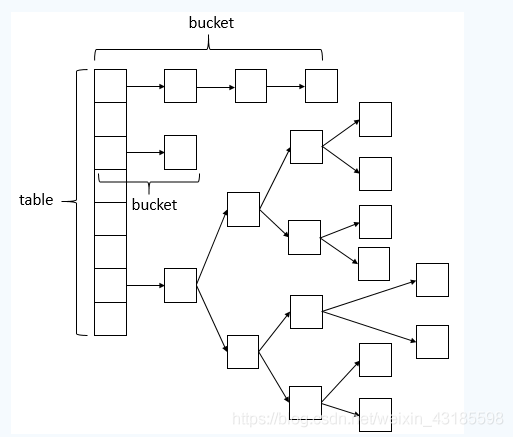 bucket
table
bucket
https://blog.csdn.net/weixin_43185598